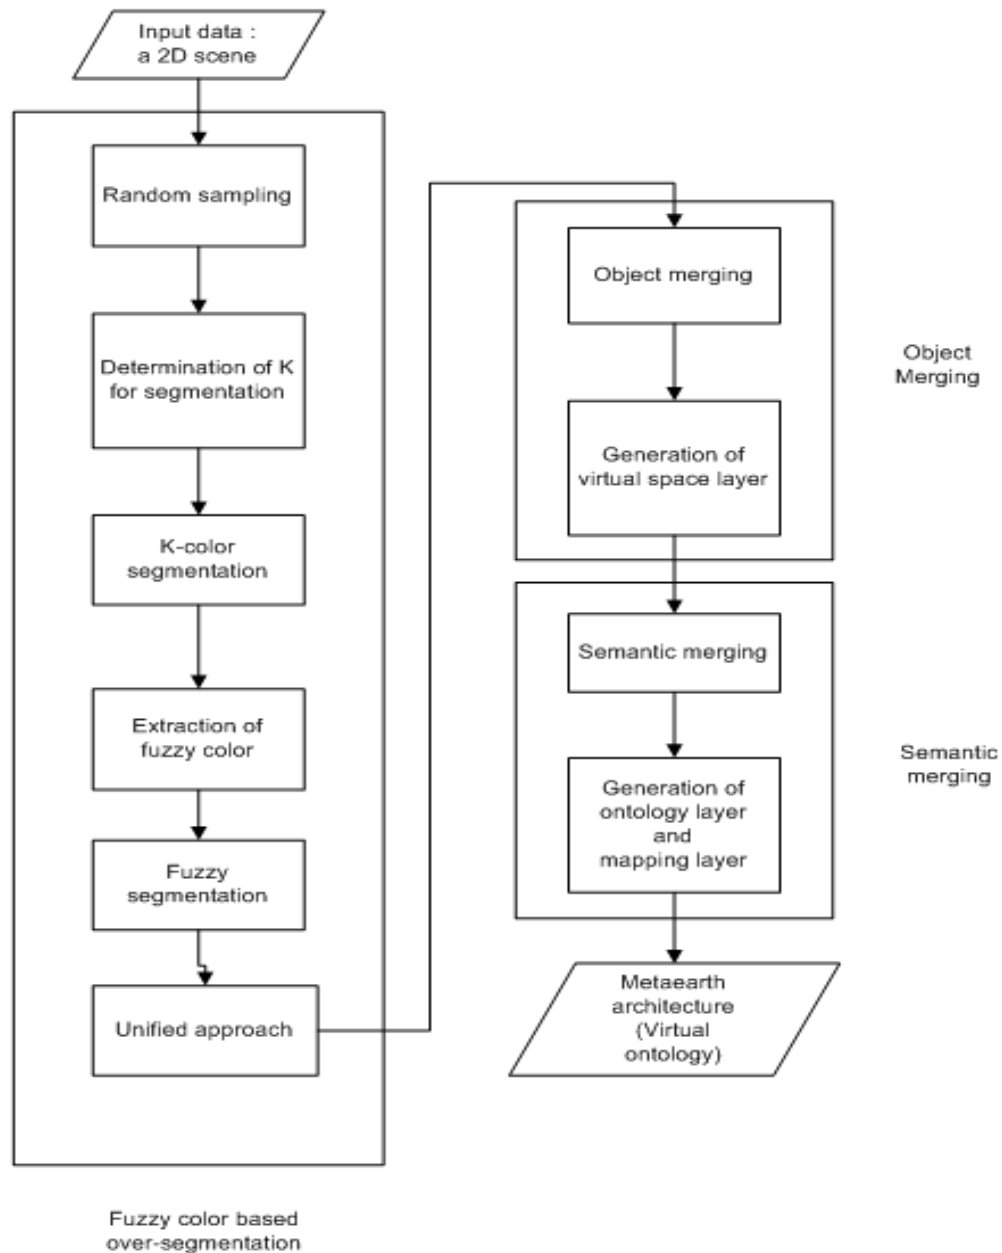 Input data :
a 2D scene
Random sampling
Determination of K
for segmentation
K-color
segmentation
Extraction of
fuzzy color
Fuzzy
segmentation
Unified approach
Fuzzy color based
over-segmentation
Object merging
Generation of
virtual space layer
Object
Merging
Semantic merging
Generation of
ontology layer
and
mapping layer
Semantic
merging
Metaearth
architecture
(Virtual
ontology)